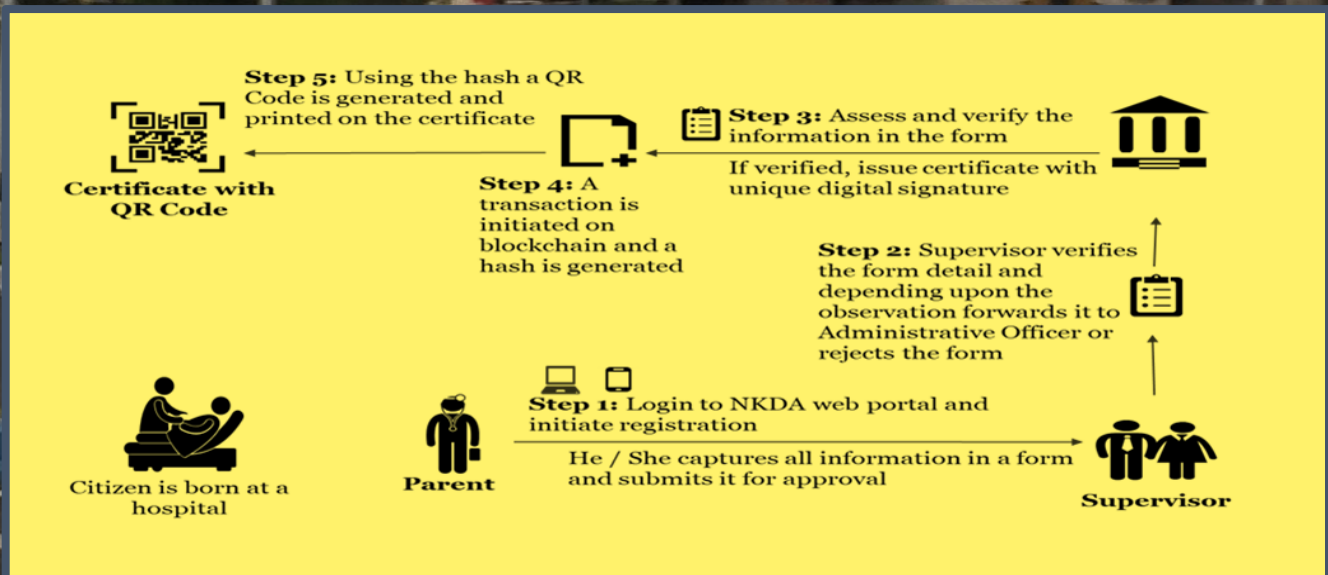 Step 5: Using the hash a QR
Code is generated and
printed on the certificate
Certificate with
QR Code
Step 3: Assess and verify the
information in the form
If verified, issue certificate with
unique digital signature
Step 4: A
transaction is
initiated on
blockchain and a
hash is generated
Step 2: Supervisor verifies
the form detail and
depending upon the
observation forwards it to
Administrative Officer or
rejects the form
Step 1: Login to NKDA web portal and
initiate registration
He / She captures all information in a form
and submits it for approval
Citizen is born at a
hospital
Parent
Supervisor